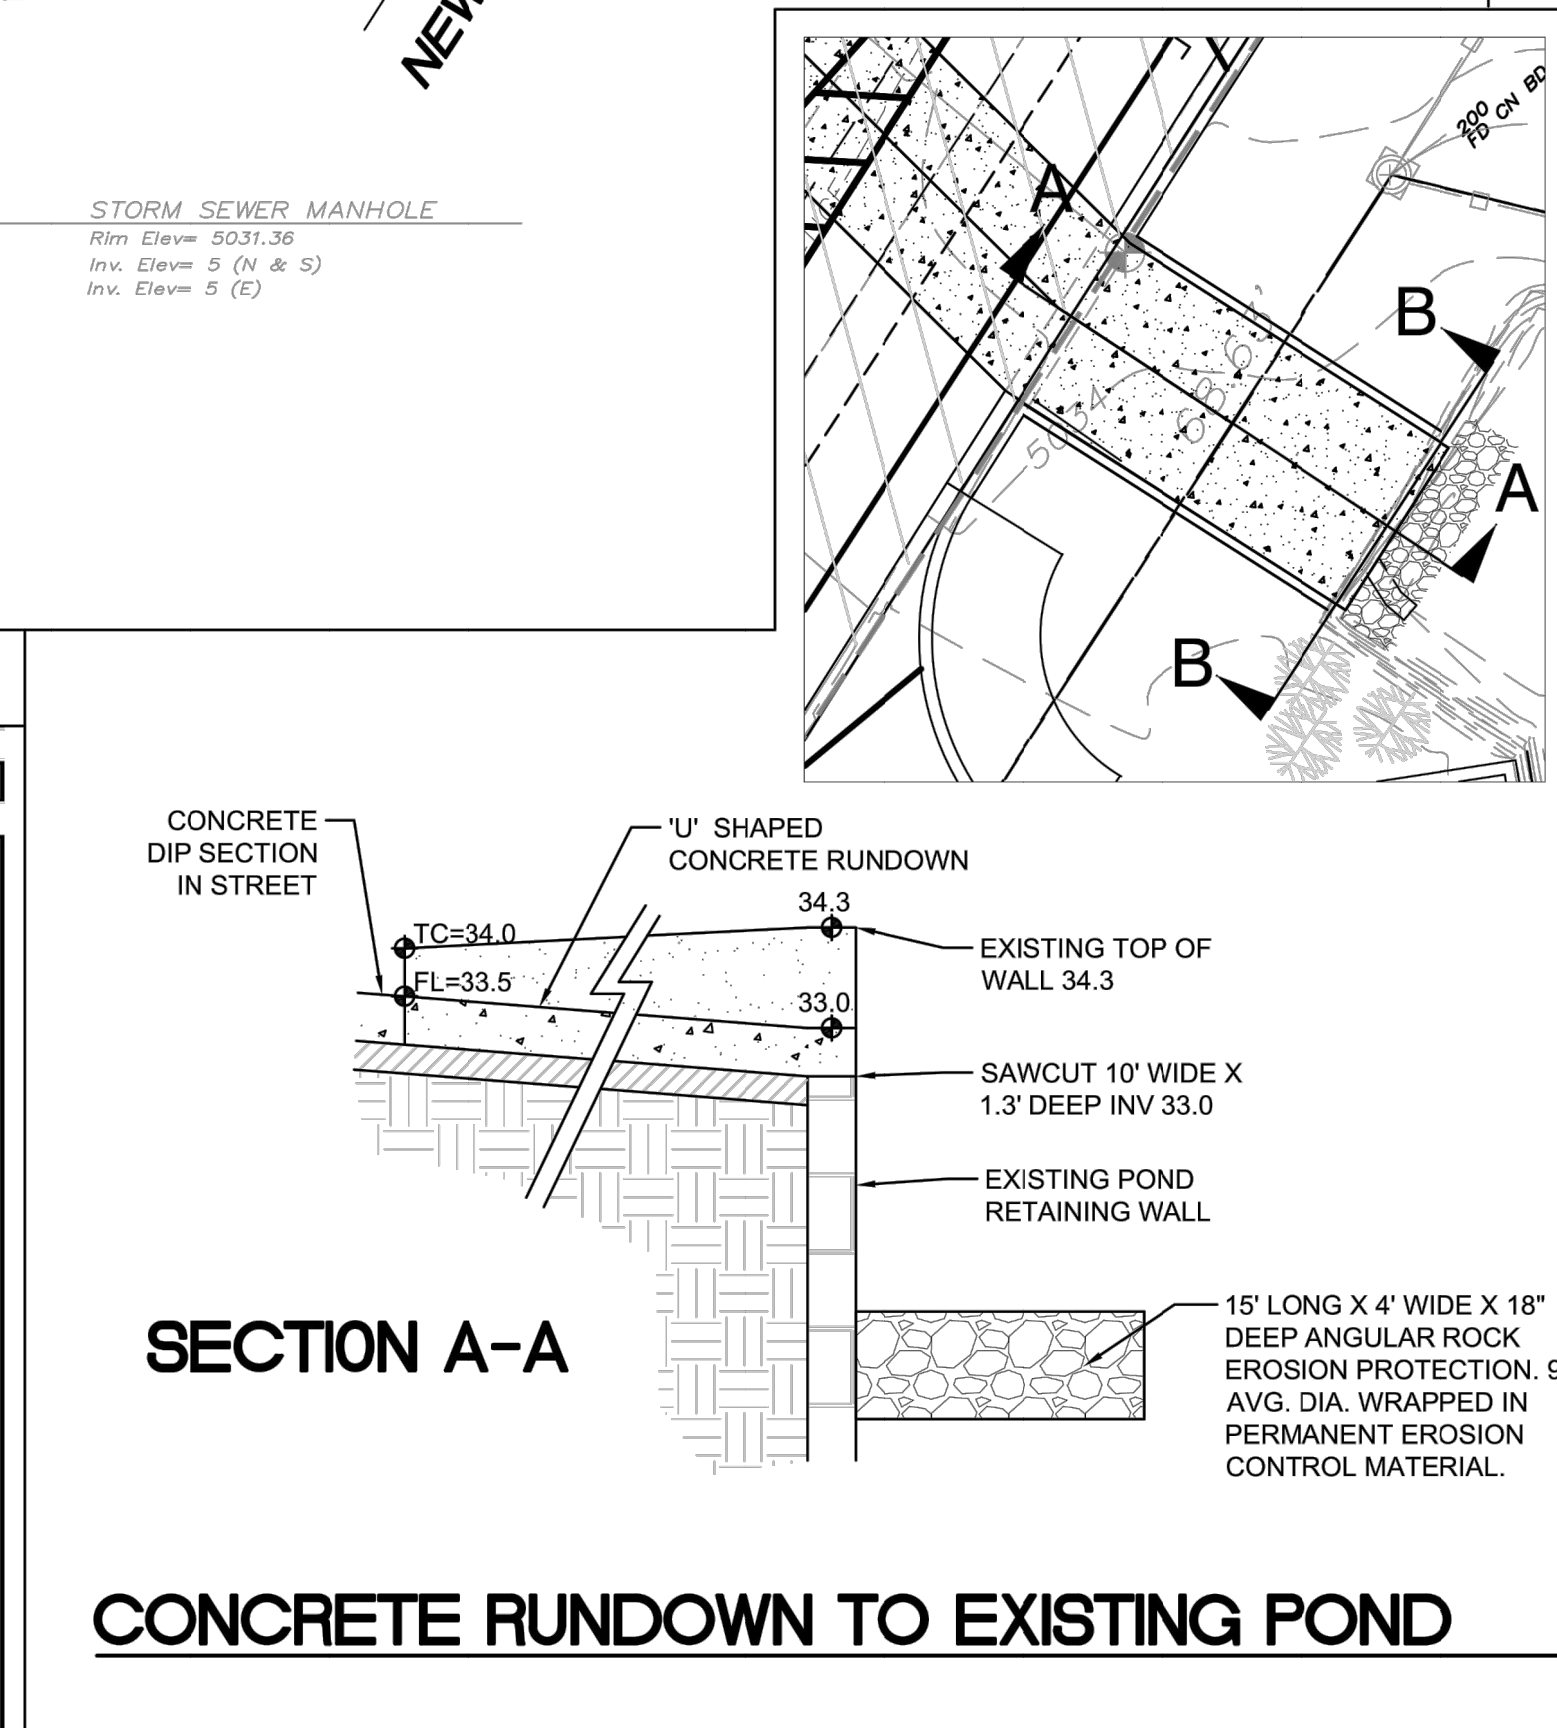 NEW
STORM SEWER MANHOLE
Rim Elev= 5031.36
Inv. Elev= 5 (N & S)
Inv. Elev= 5 (E)
200
FD CN BD
A
B
5034
68.63'
A
B
CONCRETE
DIP SECTION
IN STREET
'U' SHAPED
CONCRETE RUNDOWN
34.3
TC=34.0
EXISTING TOP OF
WALL 34.3
FL=33.5
33.0
SAWCUT 10' WIDE X
1.3' DEEP INV 33.0
EXISTING POND
RETAINING WALL
15' LONG X 4' WIDE X 18"
DEEP ANGULAR ROCK
EROSION PROTECTION. 9
AVG. DIA. WRAPPED IN
PERMANENT EROSION
CONTROL MATERIAL.
SECTION A-A
CONCRETE RUNDOWN TO EXISTING POND